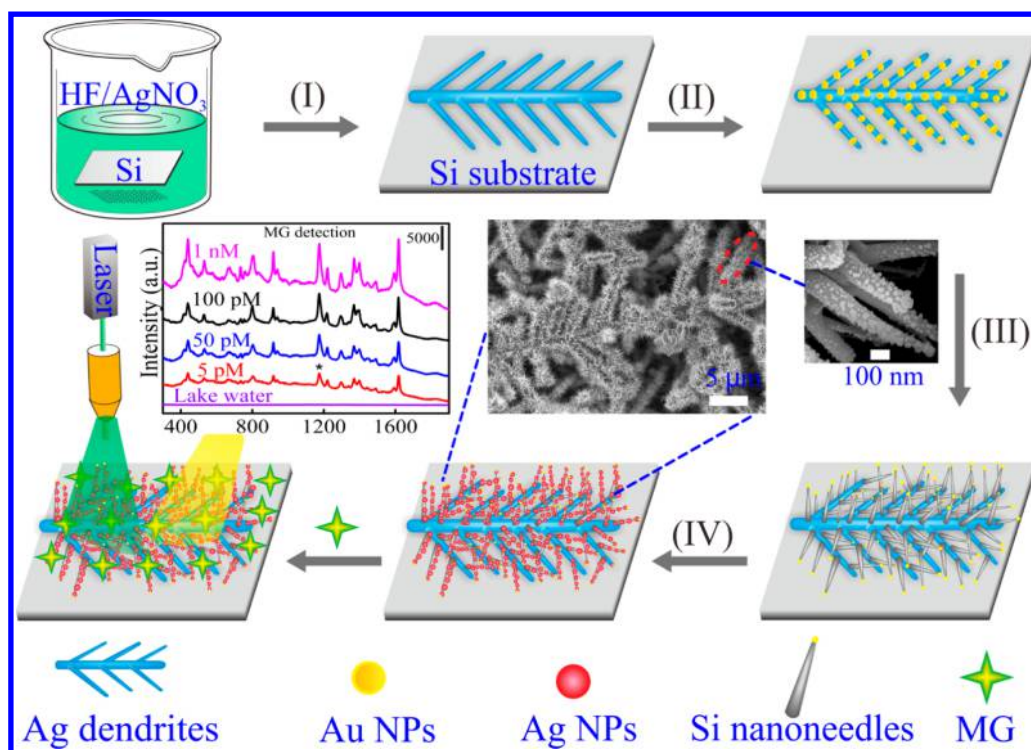 HF/AgNO₃
Si
(I)
Si substrate
(II)
Laser
Intensity (a.u.)
MG detection
5000
1 nM
100 pM
50 pM
5 pM
*
Lake water
400 800 1200 1600
5 μm
100 nm
(III)
(IV)
Ag dendrites
Au NPs
Ag NPs
Si nanoneedles
MG